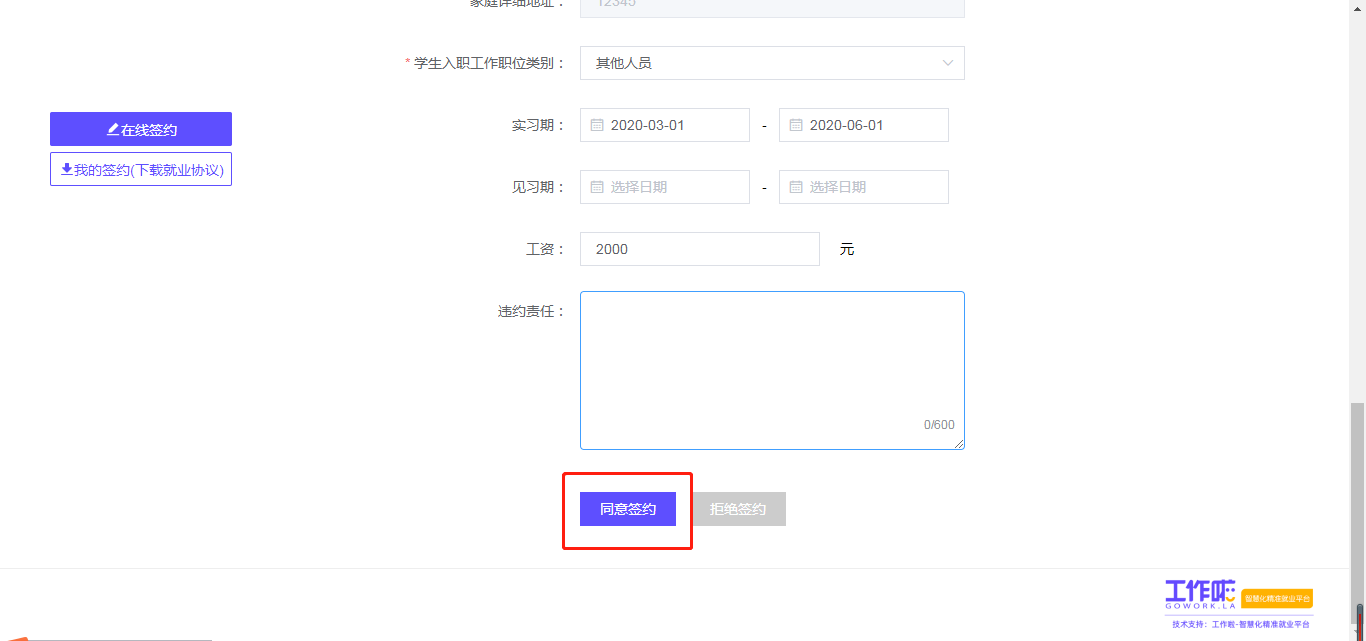 家庭详细地址：
12345
* 学生入职工作职位类别：
其他人员
在线签约
我的签约(下载就业协议)
实习期：
2020-03-01 - 2020-06-01
见习期：
选择日期 - 选择日期
工资：
2000 元
违约责任：
0/600
同意签约
拒绝签约
工作啦
GOWORK.LA
智慧化精准就业平台
技术支持：工作啦-智慧化精准就业平台